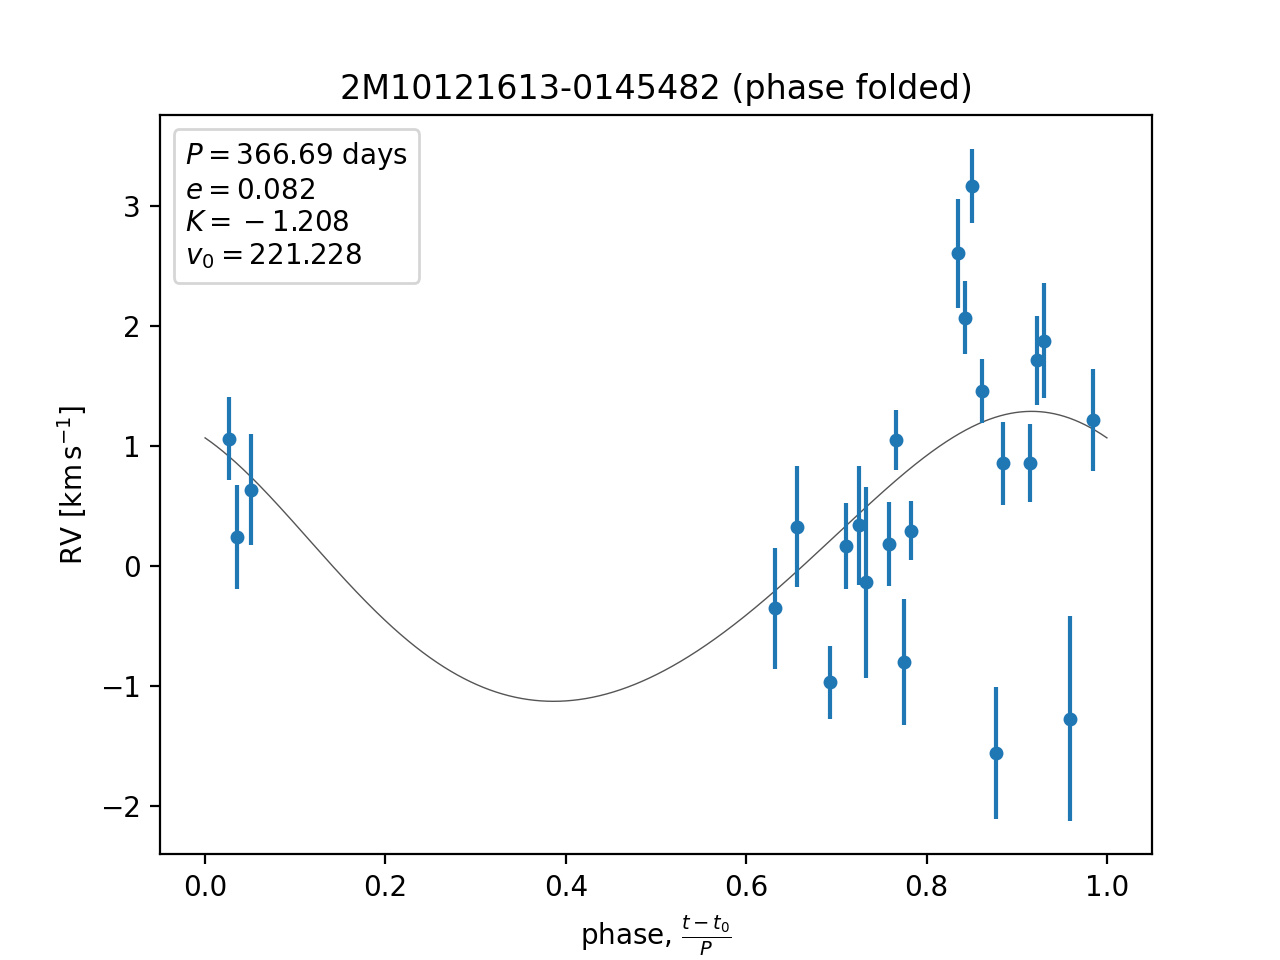 2M10121613-0145482 (phase folded)
P = 366.69 days
e = 0.082
K = −1.208
v₀ = 221.228
RV [km s⁻¹]
3
2
1
0
−1
−2
0.0 0.2 0.4 0.6 0.8 1.0
phase, (t − t₀)/P